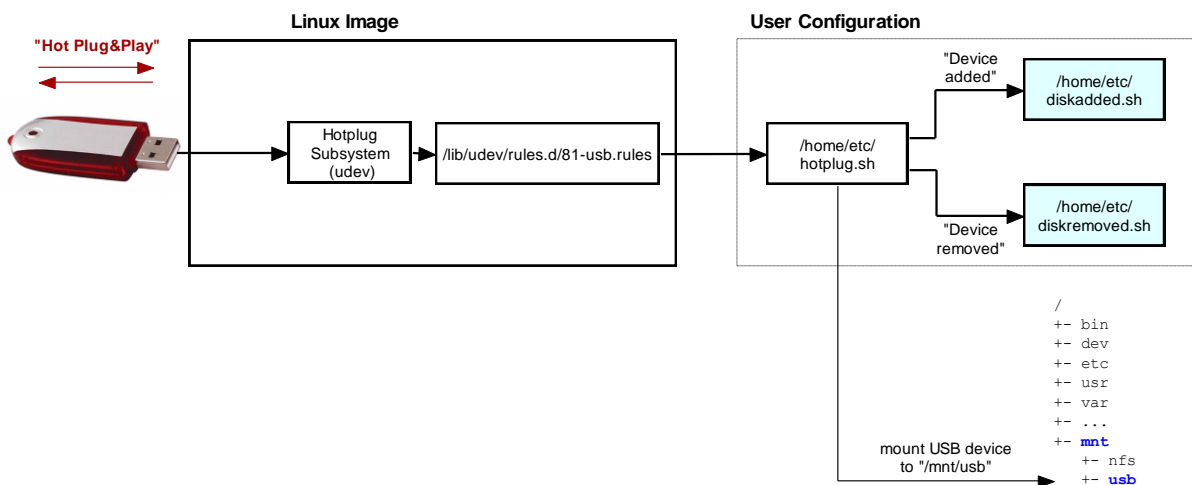 Linux Image
User Configuration
"Hot Plug&Play"
Hotplug
Subsystem
(udev)
/lib/udev/rules.d/81-usb.rules
/home/etc/
hotplug.sh
"Device
added"
/home/etc/
diskadded.sh
"Device
removed"
/home/etc/
diskremoved.sh
mount USB device
to "/mnt/usb"
/
+- bin
+- dev
+- etc
+- usr
+- var
+- ...
+- mnt
+- nfs
+- usb